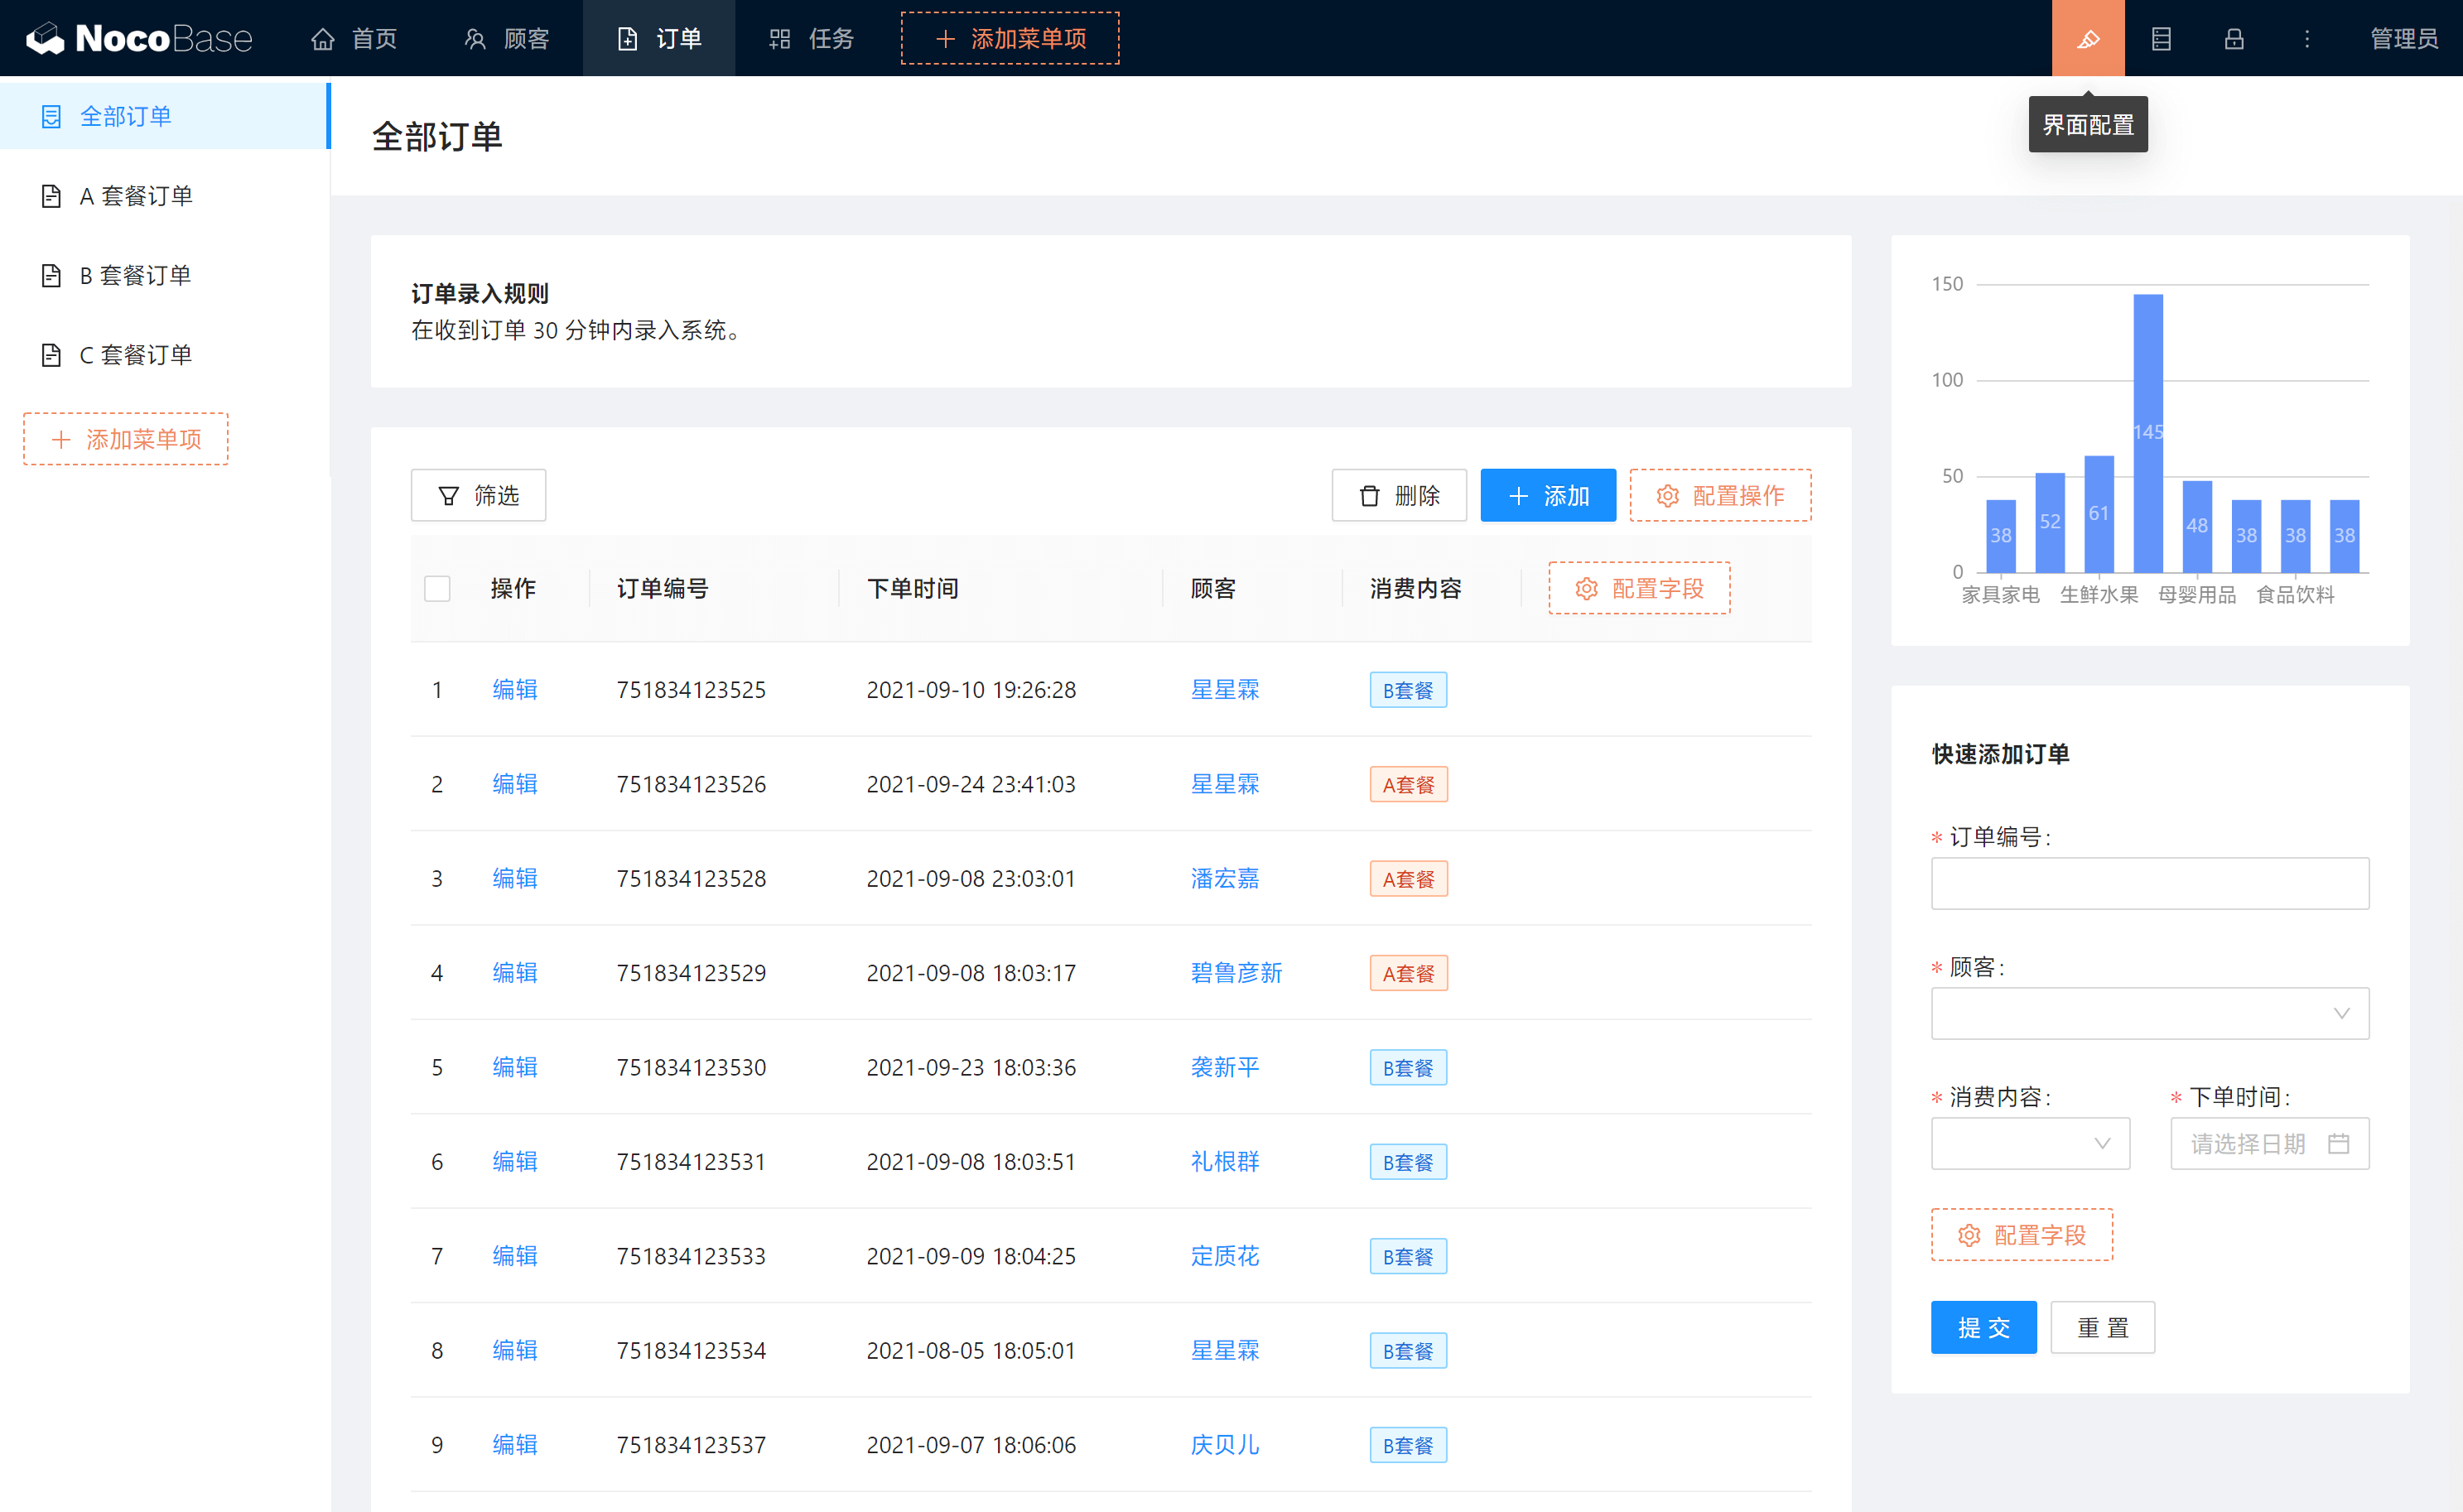 NocoBase 首页 顾客 订单 任务 添加菜单项 管理员
界面配置
全部订单
A 套餐订单
B 套餐订单
C 套餐订单
添加菜单项
全部订单
订单录入规则
在收到订单 30 分钟内录入系统。
筛选 删除 添加 配置操作
操作 订单编号 下单时间 顾客 消费内容 配置字段
1 编辑 751834123525 2021-09-10 19:26:28 星星霖 B套餐
2 编辑 751834123526 2021-09-24 23:41:03 星星霖 A套餐
3 编辑 751834123528 2021-09-08 23:03:01 潘宏嘉 A套餐
4 编辑 751834123529 2021-09-08 18:03:17 碧鲁彦新 A套餐
5 编辑 751834123530 2021-09-23 18:03:36 袭新平 B套餐
6 编辑 751834123531 2021-09-08 18:03:51 礼根群 B套餐
7 编辑 751834123533 2021-09-09 18:04:25 定质花 B套餐
8 编辑 751834123534 2021-08-05 18:05:01 星星霖 B套餐
9 编辑 751834123537 2021-09-07 18:06:06 庆贝儿 B套餐
150
100
50
0
38 52 61 145 48 38 38 38
家具家电 生鲜水果 母婴用品 食品饮料
快速添加订单
* 订单编号:
* 顾客:
* 消费内容: * 下单时间:
请选择日期
配置字段
提 交 重 置